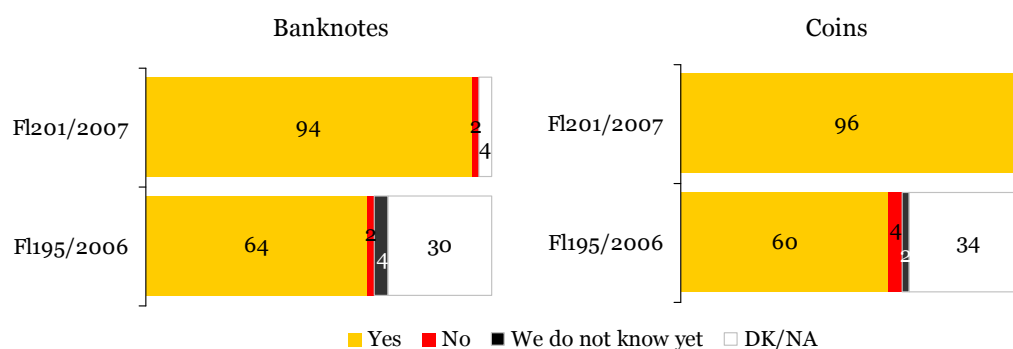 Banknotes
Coins
Fl201/2007
94
2
4
Fl195/2006
64
2
4
30
Fl201/2007
96
Fl195/2006
60
4
2
34
Yes
No
We do not know yet
DK/NA